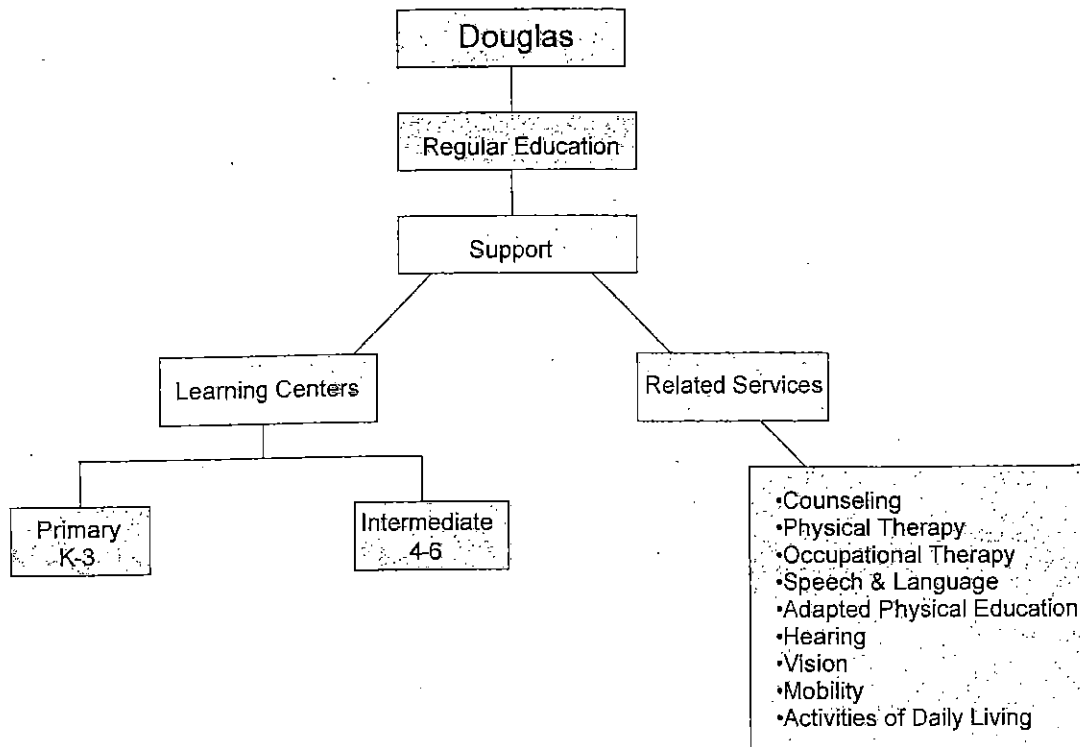 Douglas
Regular Education
Support
Learning Centers
Related Services
Primary
K-3
Intermediate
4-6
•Counseling
•Physical Therapy
•Occupational Therapy
•Speech & Language
•Adapted Physical Education
•Hearing
•Vision
•Mobility
•Activities of Daily Living